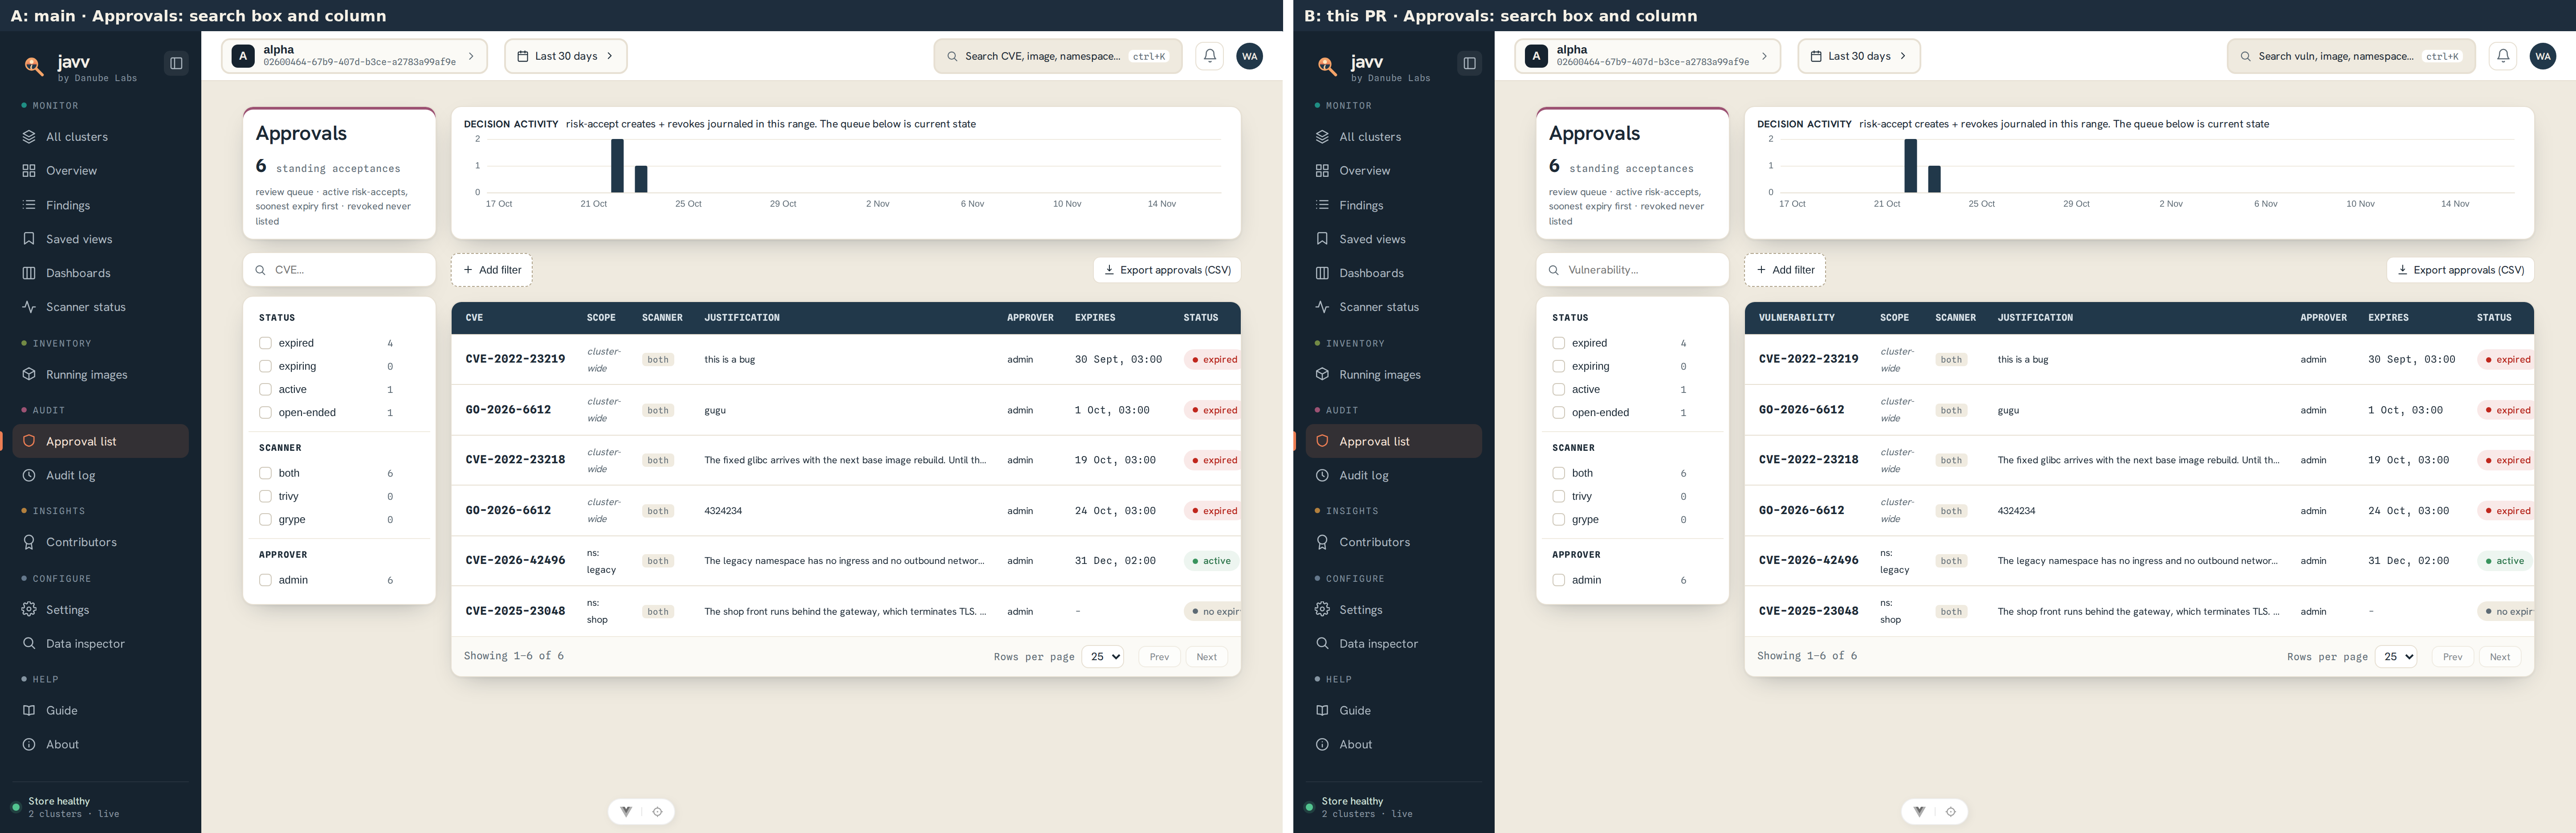 A: main · Approvals: search box and column
javv
by Danube Labs
MONITOR
All clusters
Overview
Findings
Saved views
Dashboards
Scanner status
INVENTORY
Running images
AUDIT
Approval list
Audit log
INSIGHTS
Contributors
CONFIGURE
Settings
Data inspector
HELP
Guide
About
Store healthy
2 clusters · live
A
alpha
02600464-67b9-407d-b3ce-a2783a99af9e
Last 30 days
Search CVE, image, namespace...
ctrl+K
WA
Approvals
6 standing acceptances
review queue · active risk-accepts,
soonest expiry first · revoked never
listed
DECISION ACTIVITY risk-accept creates + revokes journaled in this range. The queue below is current state
2
1
0
17 Oct 21 Oct 25 Oct 29 Oct 2 Nov 6 Nov 10 Nov 14 Nov
CVE...
+ Add filter
Export approvals (CSV)
STATUS
expired 4
expiring 0
active 1
open-ended 1
SCANNER
both 6
trivy 0
grype 0
APPROVER
admin 6
CVE SCOPE SCANNER JUSTIFICATION APPROVER EXPIRES STATUS
CVE-2022-23219 cluster-wide both this is a bug admin 30 Sept, 03:00 expired
GO-2026-6612 cluster-wide both gugu admin 1 Oct, 03:00 expired
CVE-2022-23218 cluster-wide both The fixed glibc arrives with the next base image rebuild. Until th... admin 19 Oct, 03:00 expired
GO-2026-6612 cluster-wide both 4324234 admin 24 Oct, 03:00 expired
CVE-2026-42496 ns: legacy both The legacy namespace has no ingress and no outbound networ... admin 31 Dec, 02:00 active
CVE-2025-23048 ns: shop both The shop front runs behind the gateway, which terminates TLS. ... admin – no expir
Showing 1–6 of 6
Rows per page 25 Prev Next
B: this PR · Approvals: search box and column
javv
by Danube Labs
MONITOR
All clusters
Overview
Findings
Saved views
Dashboards
Scanner status
INVENTORY
Running images
AUDIT
Approval list
Audit log
INSIGHTS
Contributors
CONFIGURE
Settings
Data inspector
HELP
Guide
About
Store healthy
2 clusters · live
A
alpha
02600464-67b9-407d-b3ce-a2783a99af9e
Last 30 days
Search vuln, image, namespace...
ctrl+K
WA
Approvals
6 standing acceptances
review queue · active risk-accepts,
soonest expiry first · revoked never
listed
DECISION ACTIVITY risk-accept creates + revokes journaled in this range. The queue below is current state
2
1
0
17 Oct 21 Oct 25 Oct 29 Oct 2 Nov 6 Nov 10 Nov 14 Nov
Vulnerability...
+ Add filter
Export approvals (CSV)
STATUS
expired 4
expiring 0
active 1
open-ended 1
SCANNER
both 6
trivy 0
grype 0
APPROVER
admin 6
VULNERABILITY SCOPE SCANNER JUSTIFICATION APPROVER EXPIRES STATUS
CVE-2022-23219 cluster-wide both this is a bug admin 30 Sept, 03:00 expired
GO-2026-6612 cluster-wide both gugu admin 1 Oct, 03:00 expired
CVE-2022-23218 cluster-wide both The fixed glibc arrives with the next base image rebuild. Until th... admin 19 Oct, 03:00 expired
GO-2026-6612 cluster-wide both 4324234 admin 24 Oct, 03:00 expired
CVE-2026-42496 ns: legacy both The legacy namespace has no ingress and no outbound networ... admin 31 Dec, 02:00 active
CVE-2025-23048 ns: shop both The shop front runs behind the gateway, which terminates TLS. ... admin – no expir
Showing 1–6 of 6
Rows per page 25 Prev Next